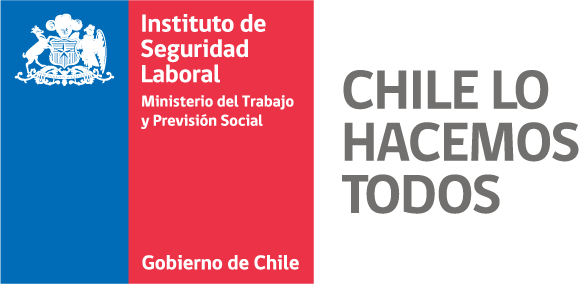 Instituto de
Seguridad
Laboral
Ministerio del Trabajo
y Previsión Social
Gobierno de Chile
CHILE LO
HACEMOS
TODOS